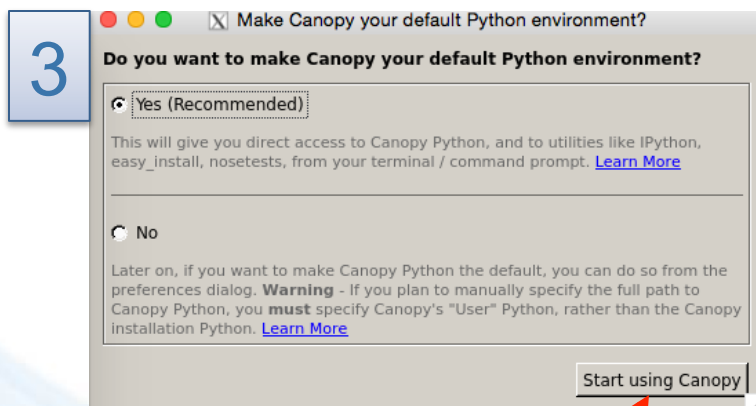 3
Make Canopy your default Python environment?
Do you want to make Canopy your default Python environment?
Yes (Recommended)
This will give you direct access to Canopy Python, and to utilities like IPython,
easy_install, nosetests, from your terminal / command prompt. Learn More
No
Later on, if you want to make Canopy Python the default, you can do so from the
preferences dialog. Warning - If you plan to manually specify the full path to
Canopy Python, you must specify Canopy's "User" Python, rather than the Canopy
installation Python. Learn More
Start using Canopy